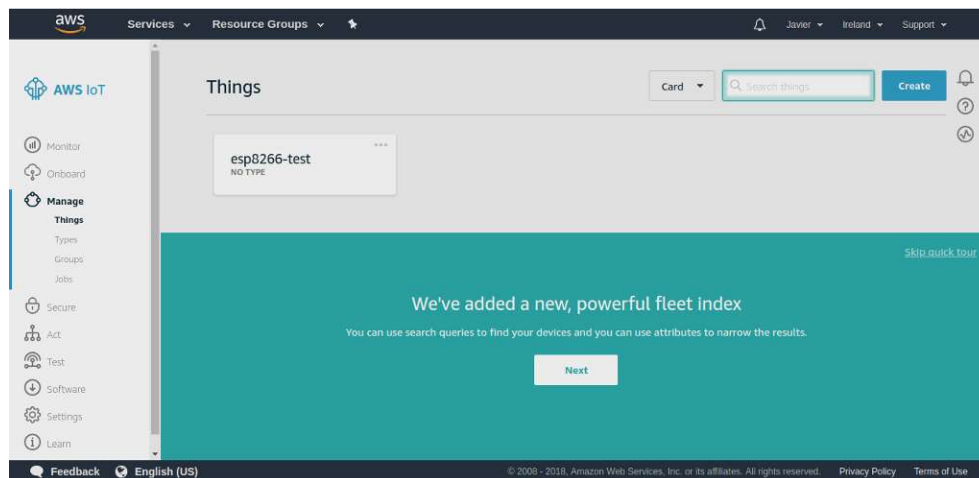 aws Services Resource Groups Javier Ireland Support
AWS IoT
Monitor
Onboard
Manage
Things
Types
Groups
Jobs
Secure
Act
Test
Software
Settings
Learn
Things
Card Search things Create
esp8266-test
NO TYPE
Skip quick tour
We've added a new, powerful fleet index
You can use search queries to find your devices and you can use attributes to narrow the results.
Next
Feedback English (US) © 2008 - 2018, Amazon Web Services, Inc. or its affiliates. All rights reserved. Privacy Policy Terms of Use